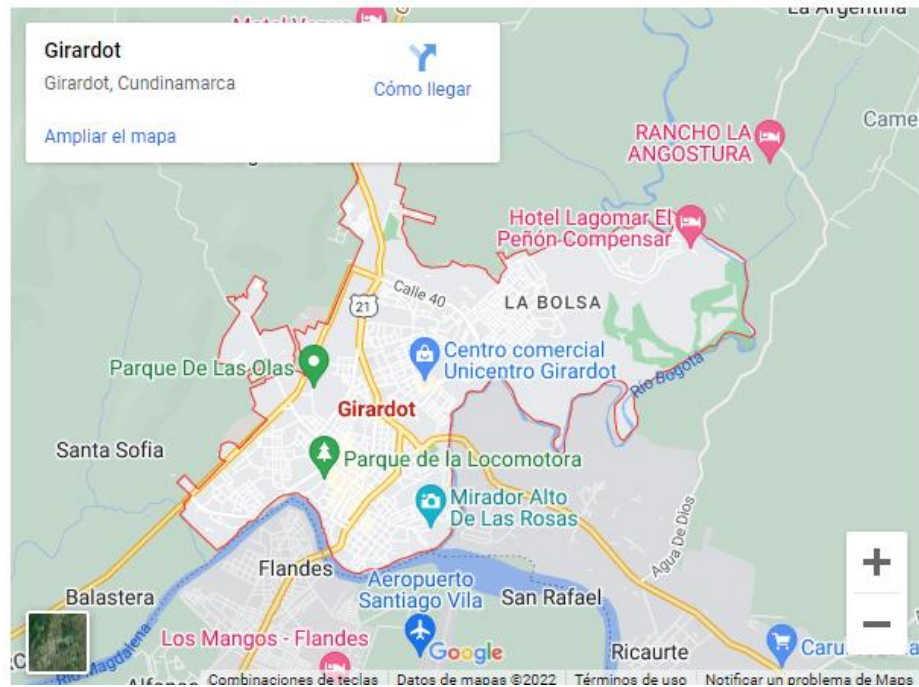 Girardot
Girardot, Cundinamarca
Cómo llegar
Ampliar el mapa
La Argentina
RANCHO LA
ANGOSTURA
Came
Hotel Lagomar El
Peñón Compensar
Calle 40
LA BOLSA
21
Centro comercial
Unicentro Girardot
Parque De Las Olas
Río Bogotá
Girardot
Santa Sofia
Parque de la Locomotora
Mirador Alto
De Las Rosas
Agua De Dios
Flandes
Balastera
Aeropuerto
Santiago Vila
San Rafael
Los Mangos - Flandes
Río Magdalena
Google
Ricaurte
Combinaciones de teclas
Datos de mapas ©2022
Términos de uso
Notificar un problema de Maps